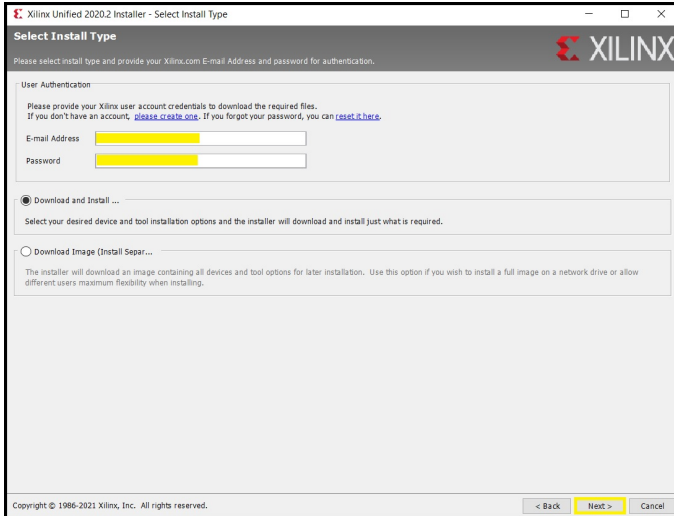 Xilinx Unified 2020.2 Installer - Select Install Type
Select Install Type
XILINX
Please select install type and provide your Xilinx.com E-mail Address and password for authentication.
User Authentication
Please provide your Xilinx user account credentials to download the required files.
If you don't have an account, please create one. If you forgot your password, you can reset it here.
E-mail Address
Password
Download and Install ...
Select your desired device and tool installation options and the installer will download and install just what is required.
Download Image (Install Separ...
The installer will download an image containing all devices and tool options for later installation. Use this option if you wish to install a full image on a network drive or allow
different users maximum flexibility when installing.
Copyright © 1986-2021 Xilinx, Inc. All rights reserved.
< Back Next > Cancel